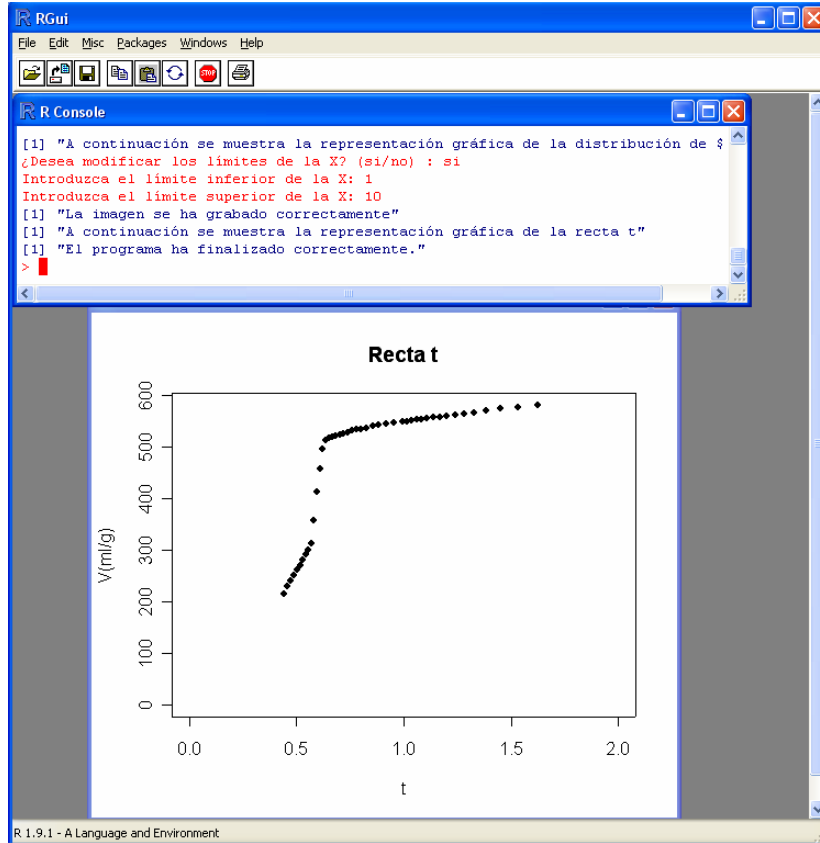 RGui
File Edit Misc Packages Windows Help
STOP
R Console
[1] "A continuación se muestra la representación gráfica de la distribución de $
¿Desea modificar los límites de la X? (si/no) : si
Introduzca el límite inferior de la X: 1
Introduzca el límite superior de la X: 10
[1] "La imagen se ha grabado correctamente"
[1] "A continuación se muestra la representación gráfica de la recta t"
[1] "El programa ha finalizado correctamente."
>
Recta t
600
500
400
300
200
100
0
V(ml/g)
0.0 0.5 1.0 1.5 2.0
t
R 1.9.1 - A Language and Environment